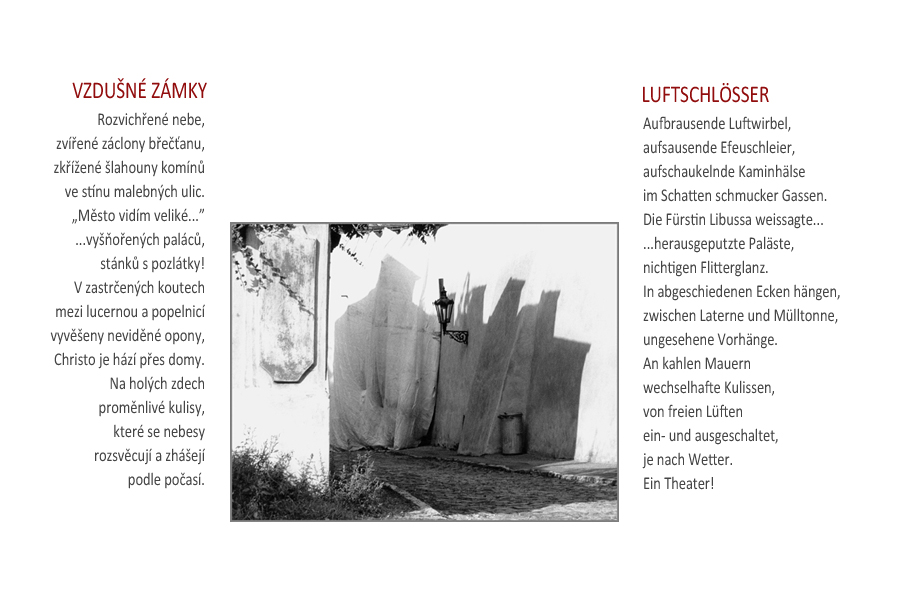 VZDUŠNÉ ZÁMKY
Rozvichřené nebe,
zvířené záclony břečťanu,
zkřížené šlahouny komínů
ve stínu malebných ulic.
„Město vidím veliké...”
...vyšňořených paláců,
stánků s pozlátky!
V zastrčených koutech
mezi lucernou a popelnicí
vyvěšeny neviděné opony,
Christo je hází přes domy.
Na holých zdech
proměnlivé kulisy,
které se nebesy
rozsvěcují a zhášejí
podle počasí.
LUFTSCHLÖSSER
Aufbrausende Luftwirbel,
aufsausende Efeuschleier,
aufschaukelnde Kaminhälse
im Schatten schmucker Gassen.
Die Fürstin Libussa weissagte...
...herausgeputzte Paläste,
nichtigen Flitterglanz.
In abgeschiedenen Ecken hängen,
zwischen Laterne und Mülltonne,
ungesehene Vorhänge.
An kahlen Mauern
wechselhafte Kulissen,
von freien Lüften
ein- und ausgeschaltet,
je nach Wetter.
Ein Theater!